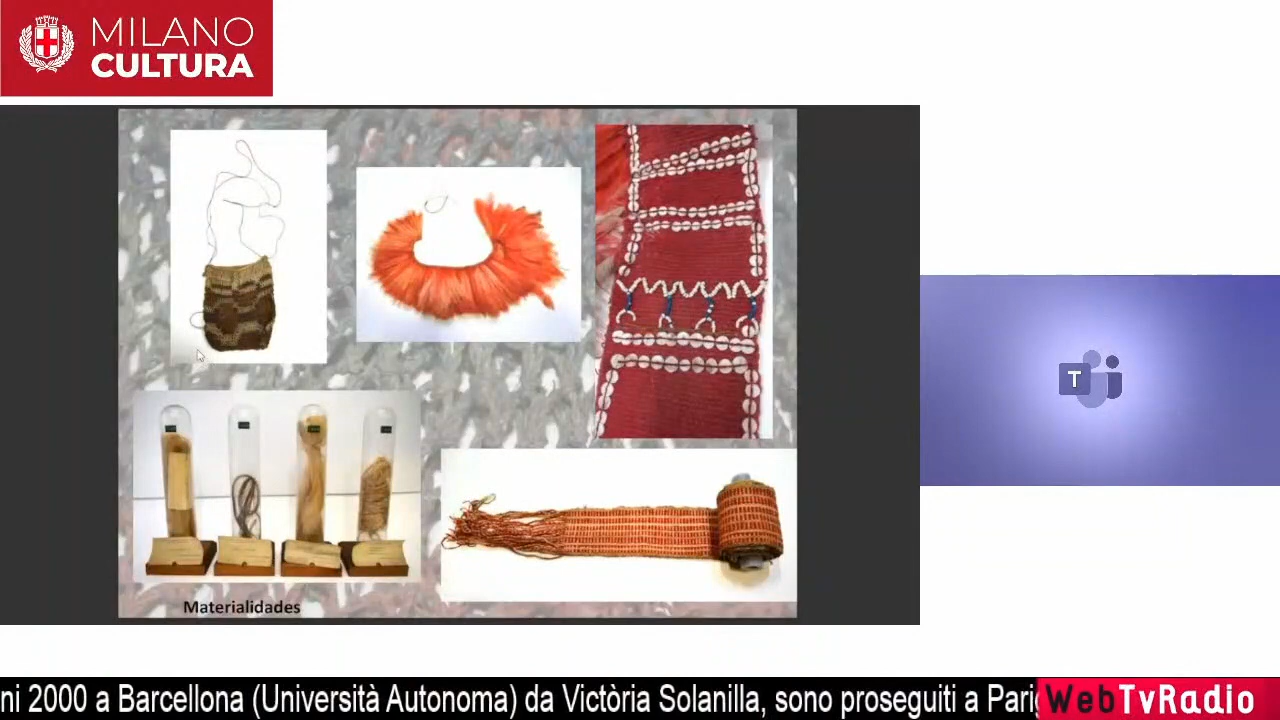 MILANO
CULTURA
T
Materialidades
ni 2000 a Barcellona (Università Autonoma) da Victòria Solanilla, sono proseguiti a Pari
WebTvRadio